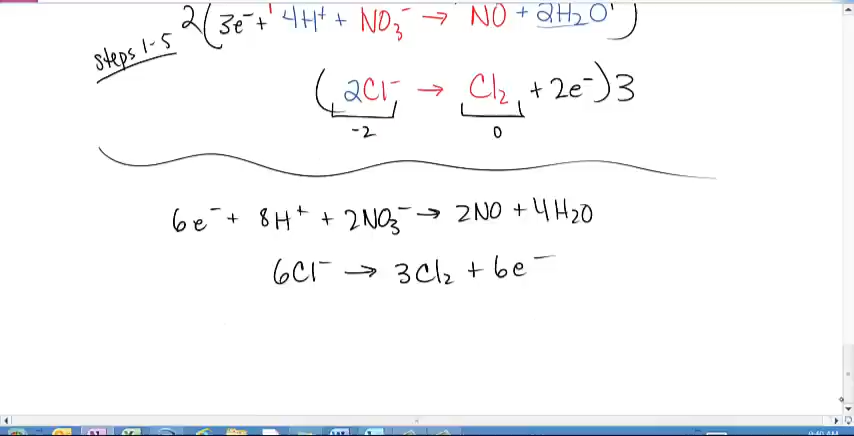 2(3e⁻ + 4H⁺ + NO₃⁻ → NO + 2H₂O)
Steps 1-5
(2Cl⁻ → Cl₂ + 2e⁻)3
-2 0
6e⁻ + 8H⁺ + 2NO₃⁻ → 2NO + 4H₂O
6Cl⁻ → 3Cl₂ + 6e⁻